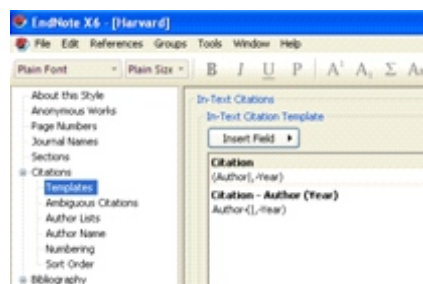 EndNote X6 - [Harvard]
File Edit References Groups Tools Window Help
Plain Font Plain Size B I U P A¹ A₁ Σ
About this Style
Anonymous Works
Page Numbers
Journal Names
Sections
Citations
Templates
Ambiguous Citations
Author Lists
Author Name
Numbering
Sort Order
Bibliography
In-Text Citations
In-Text Citation Template
Insert Field
Citation
(Author|,·Year)
Citation - Author (Year)
Author·(|,·Year)